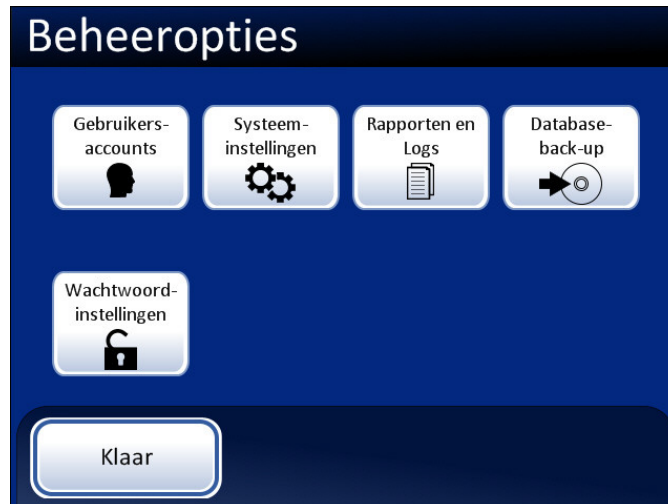 Beheeropties
Gebruikers-
accounts
Systeem-
instellingen
Rapporten en
Logs
Database-
back-up
Wachtwoord-
instellingen
Klaar